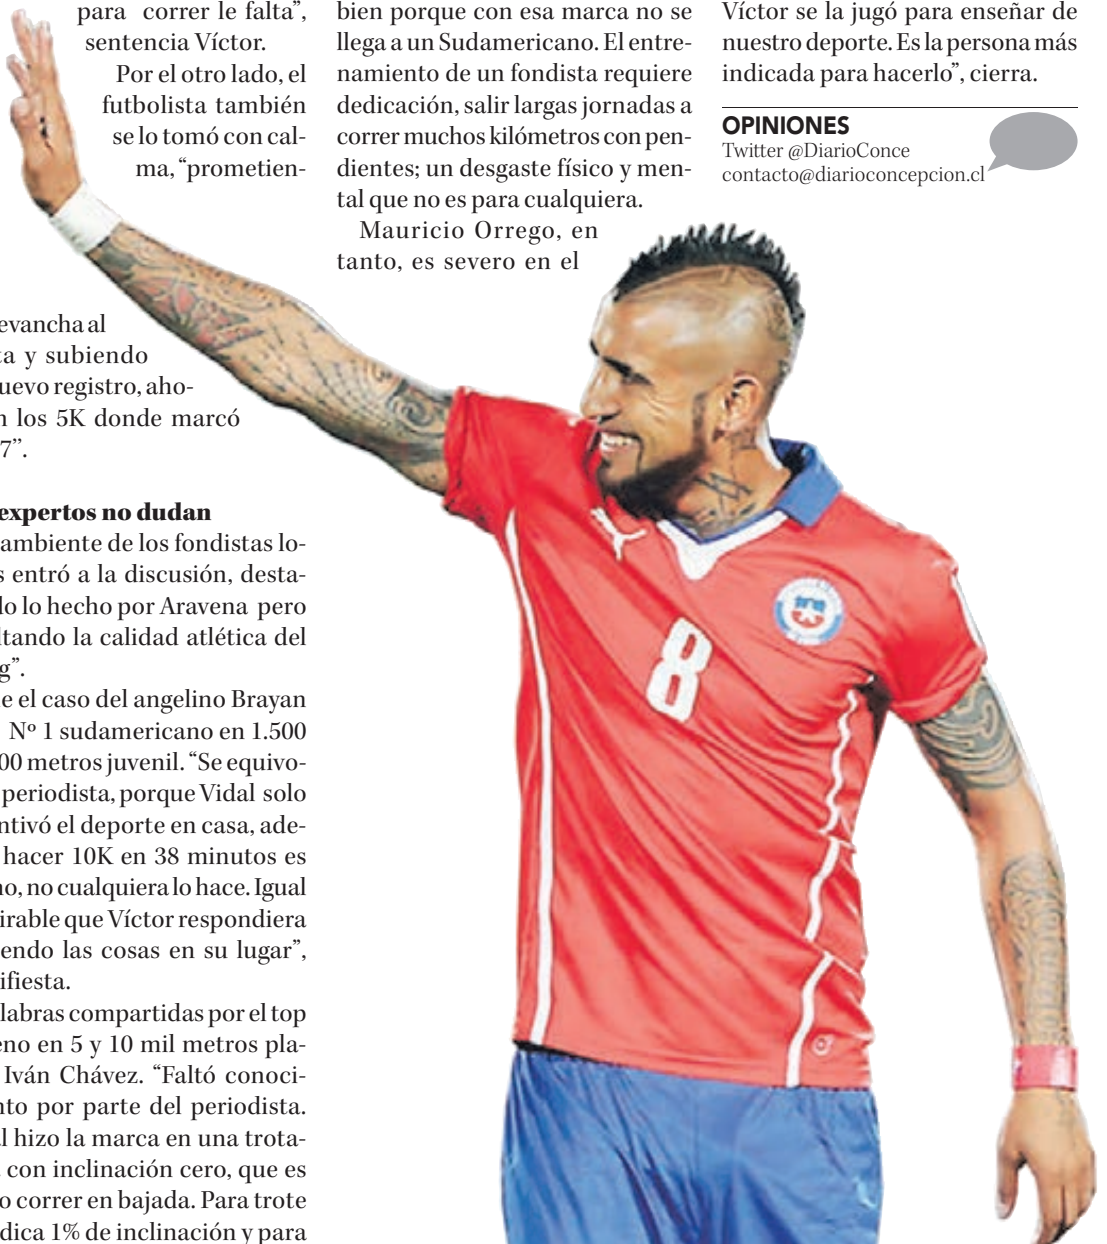 para correr le falta”,
sentencia Víctor.
Por el otro lado, el
futbolista también
se lo tomó con cal-
ma, “prometien-
evancha al
a y subiendo
uevo registro, aho-
los 5K donde marcó
7”.
expertos no dudan
ambiente de los fondistas lo-
s entró a la discusión, desta-
do lo hecho por Aravena pero
ltando la calidad atlética del
g”.
e el caso del angelino Brayan
Nº 1 sudamericano en 1.500
00 metros juvenil. “Se equivo-
periodista, porque Vidal solo
ntivó el deporte en casa, ade-
hacer 10K en 38 minutos es
no, no cualquiera lo hace. Igual
irable que Víctor respondiera
endo las cosas en su lugar”,
ifiesta.
labras compartidas por el top
eno en 5 y 10 mil metros pla-
Iván Chávez. “Faltó conoci-
nto por parte del periodista.
al hizo la marca en una trota-
con inclinación cero, que es
o correr en bajada. Para trote
dica 1% de inclinación y para
bien porque con esa marca no se
llega a un Sudamericano. El entre-
namiento de un fondista requiere
dedicación, salir largas jornadas a
correr muchos kilómetros con pen-
dientes; un desgaste físico y men-
tal que no es para cualquiera.
Mauricio Orrego, en
tanto, es severo en el
Víctor se la jugó para enseñar de
nuestro deporte. Es la persona más
indicada para hacerlo”, cierra.
OPINIONES
Twitter @DiarioConce
contacto@diarioconcepcion.cl
8